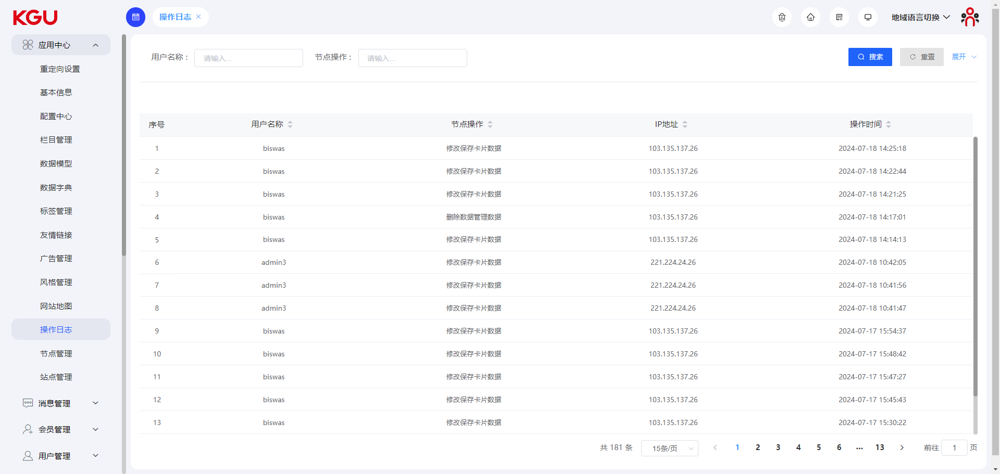 KGU
操作日志
地域语言切换
应用中心
重定向设置
基本信息
配置中心
栏目管理
数据模型
数据字典
标签管理
友情链接
广告管理
风格管理
网站地图
操作日志
节点管理
站点管理
消息管理
会员管理
用户管理
用户名称： 请输入... 节点操作： 请输入... 搜索 重置 展开
序号 用户名称 节点操作 IP地址 操作时间
1 biswas 修改保存卡片数据 103.135.137.26 2024-07-18 14:25:18
2 biswas 修改保存卡片数据 103.135.137.26 2024-07-18 14:22:44
3 biswas 修改保存卡片数据 103.135.137.26 2024-07-18 14:21:25
4 biswas 删除数据管理数据 103.135.137.26 2024-07-18 14:17:01
5 biswas 修改保存卡片数据 103.135.137.26 2024-07-18 14:14:13
6 admin3 修改保存卡片数据 221.224.24.26 2024-07-18 10:42:05
7 admin3 修改保存卡片数据 221.224.24.26 2024-07-18 10:41:56
8 admin3 修改保存卡片数据 221.224.24.26 2024-07-18 10:41:47
9 biswas 修改保存卡片数据 103.135.137.26 2024-07-17 15:54:37
10 biswas 修改保存卡片数据 103.135.137.26 2024-07-17 15:48:42
11 biswas 修改保存卡片数据 103.135.137.26 2024-07-17 15:47:27
12 biswas 修改保存卡片数据 103.135.137.26 2024-07-17 15:45:43
13 biswas 修改保存卡片数据 103.135.137.26 2024-07-17 15:30:22
共 181 条 15条/页 1 2 3 4 5 6 ... 13 前往 1 页